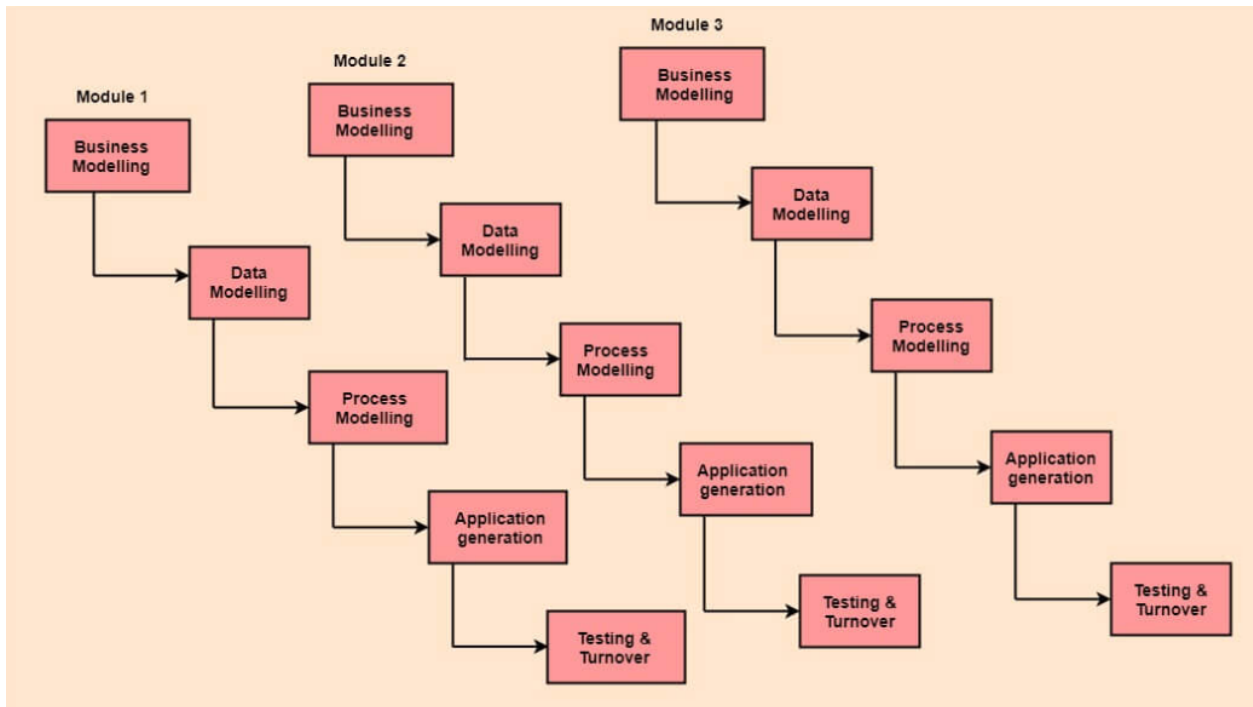 Module 1
Business
Modelling
Data
Modelling
Process
Modelling
Application
generation
Testing &
Turnover
Module 2
Business
Modelling
Data
Modelling
Process
Modelling
Application
generation
Testing &
Turnover
Module 3
Business
Modelling
Data
Modelling
Process
Modelling
Application
generation
Testing &
Turnover